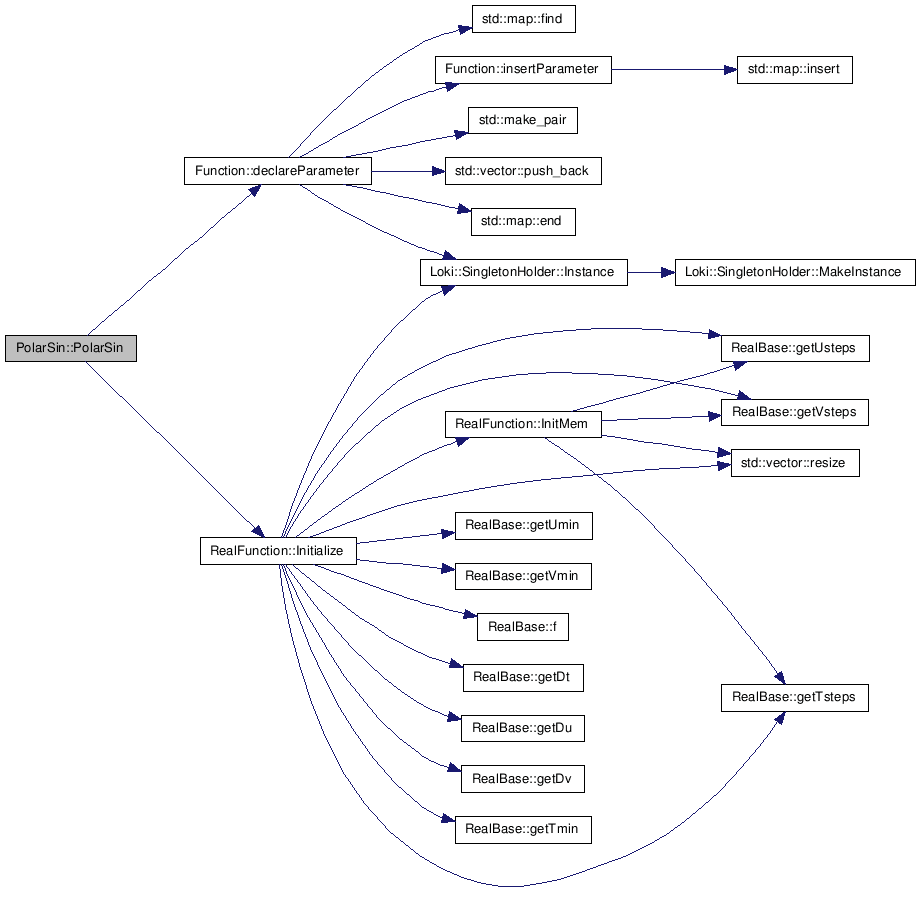 std::map::find
Function::insertParameter
std::map::insert
std::make_pair
Function::declareParameter
std::vector::push_back
std::map::end
Loki::SingletonHolder::Instance
Loki::SingletonHolder::MakeInstance
PolarSin::PolarSin
RealBase::getUsteps
RealBase::getVsteps
RealFunction::InitMem
std::vector::resize
RealBase::getUmin
RealFunction::Initialize
RealBase::getVmin
RealBase::f
RealBase::getDt
RealBase::getTsteps
RealBase::getDu
RealBase::getDv
RealBase::getTmin